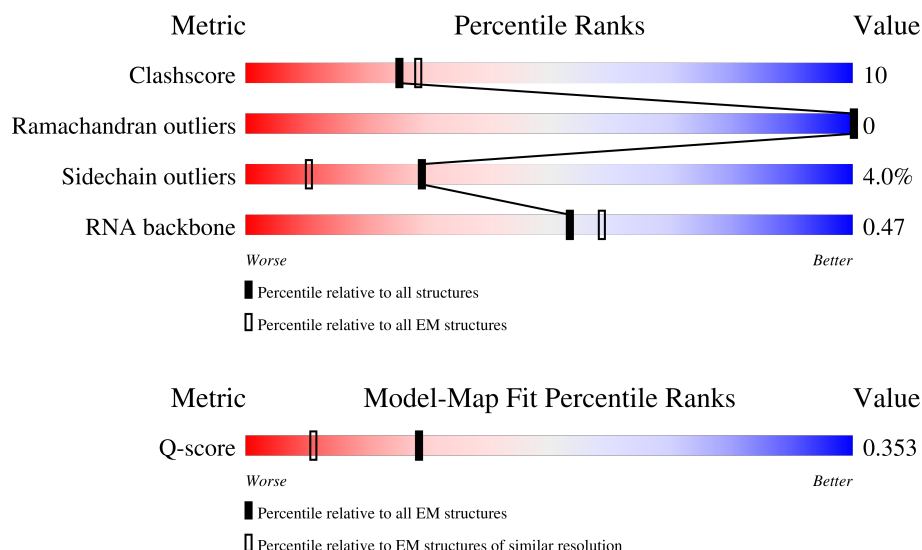 Metric Percentile Ranks Value
Clashscore 10
Ramachandran outliers 0
Sidechain outliers 4.0%
RNA backbone 0.47
Worse Better
Percentile relative to all structures
Percentile relative to all EM structures
Metric Model-Map Fit Percentile Ranks Value
Q-score 0.353
Worse Better
Percentile relative to all EM structures
Percentile relative to EM structures of similar resolution